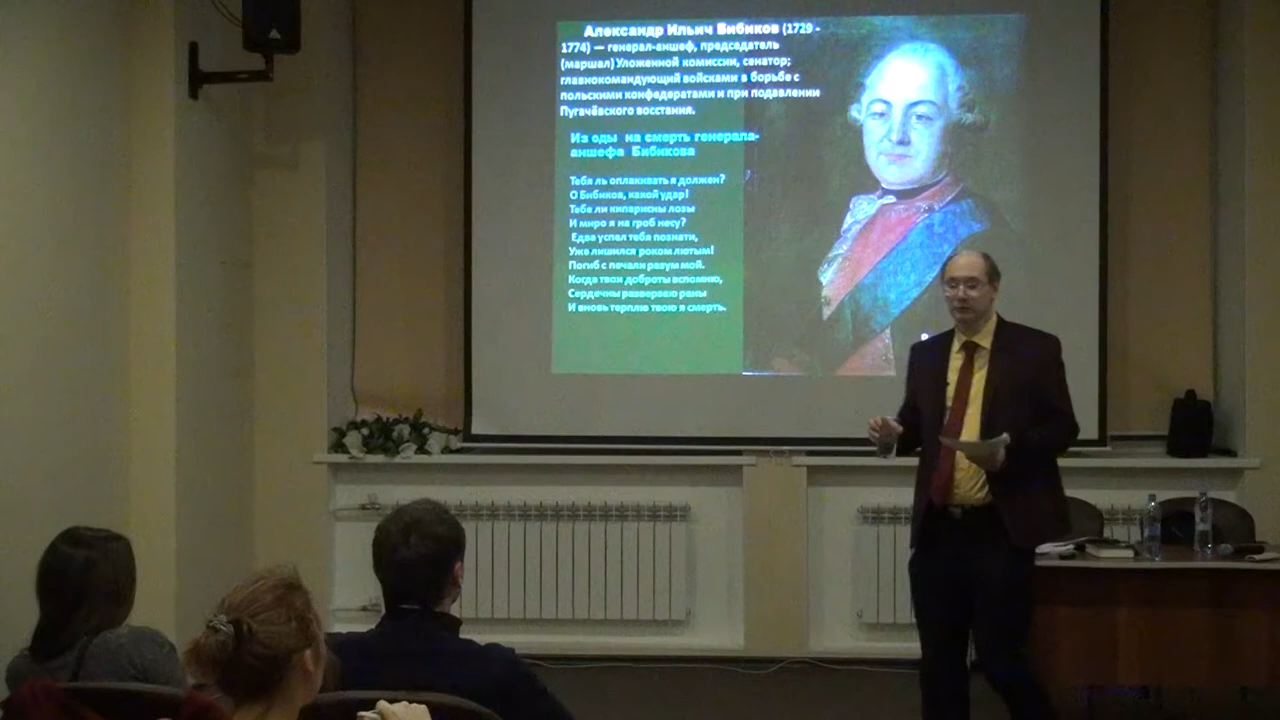 Александр Ильич Бибиков (1729 -
1774) — генерал-аншеф, председатель
(маршал) Уложенной комиссии, сенатор;
главнокомандующий войсками в борьбе с
польскими конфедератами и при подавлении
Пугачёвского восстания.
Из оды на смерть генерала-
аншефа Бибикова
Тебя ль оплакивать я должен?
О Бибиков, какой удар!
Тебе ли кипарисны лозы
И миро я на гроб несу?
Едва успел тебя познати,
Уже лишился роком лютым!
Погиб с печали разум мой.
Когда твои доброты вспомню,
Сердечны разверзаю раны
И вновь терплю твою я смерть.